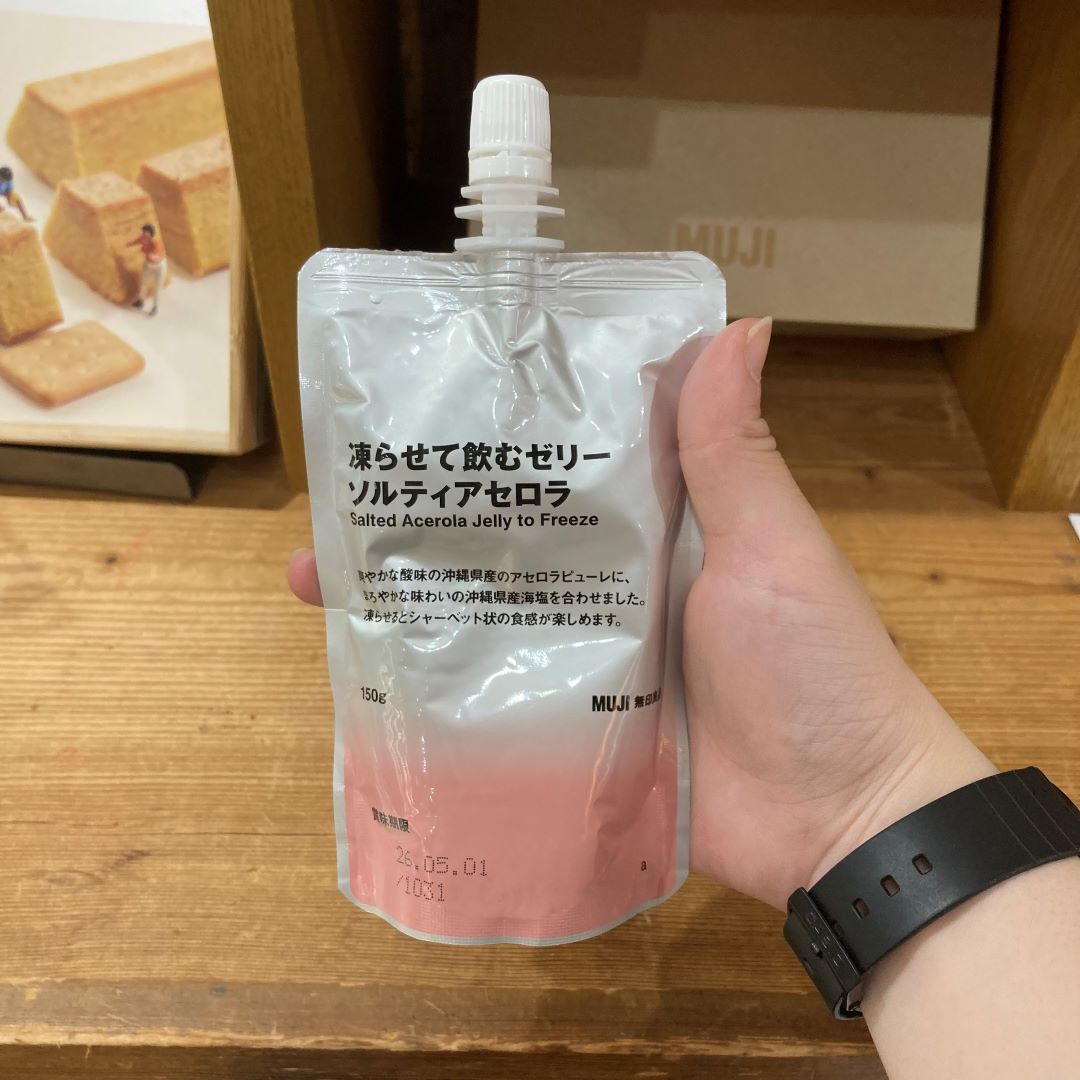 MUJI
凍らせて飲むゼリー
ソルティアセロラ
Salted Acerola Jelly to Freeze
爽やかな酸味の沖縄県産のアセロラピューレに、
まろやかな味わいの沖縄県産海塩を合わせました。
凍らせるとシャーベット状の食感が楽しめます。
150g
MUJI 無印良品
賞味期限
26.05.01
/1031
a